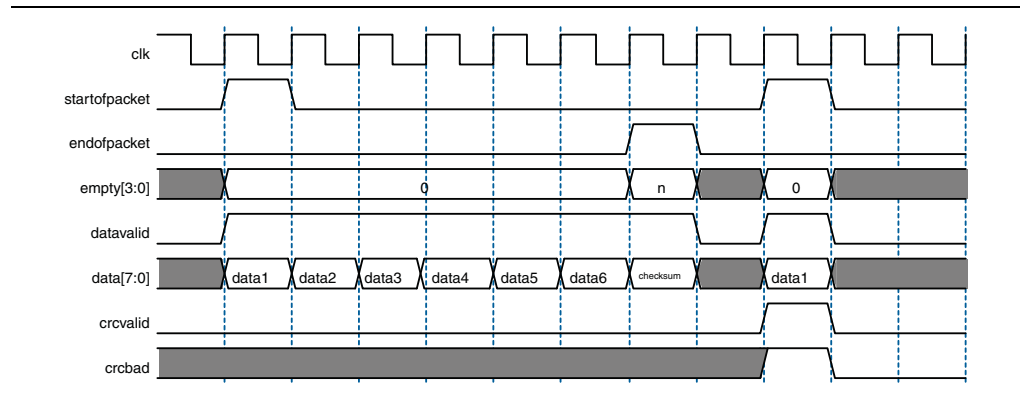 clk
startofpacket
endofpacket
empty[3:0] 0 n 0
datavalid
data[7:0] data1 data2 data3 data4 data5 data6 checksum data1
crcvalid
crcbad